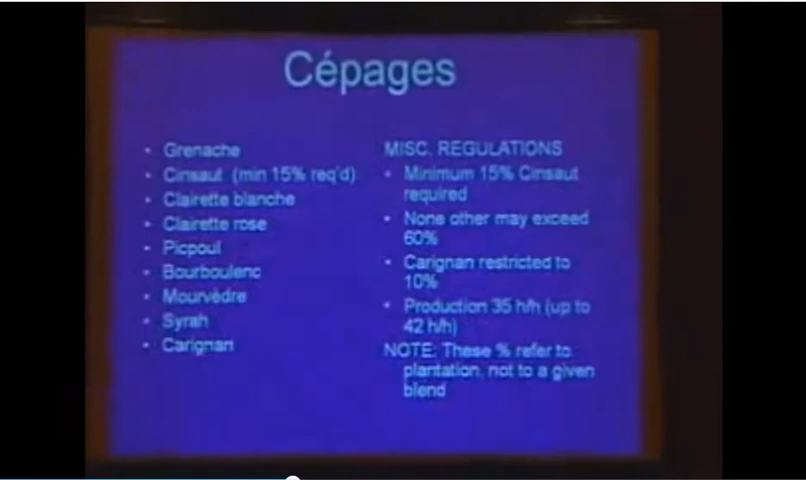 Cépages
• Grenache
• Cinsaut (min 15% req'd)
• Clairette blanche
• Clairette rose
• Picpoul
• Bourboulenc
• Mourvèdre
• Syrah
• Carignan
MISC. REGULATIONS
• Minimum 15% Cinsaut
required
• None other may exceed
60%
• Carignan restricted to
10%
• Production 35 h/h (up to
42 h/h)
NOTE: These % refer to
plantation, not to a given
blend